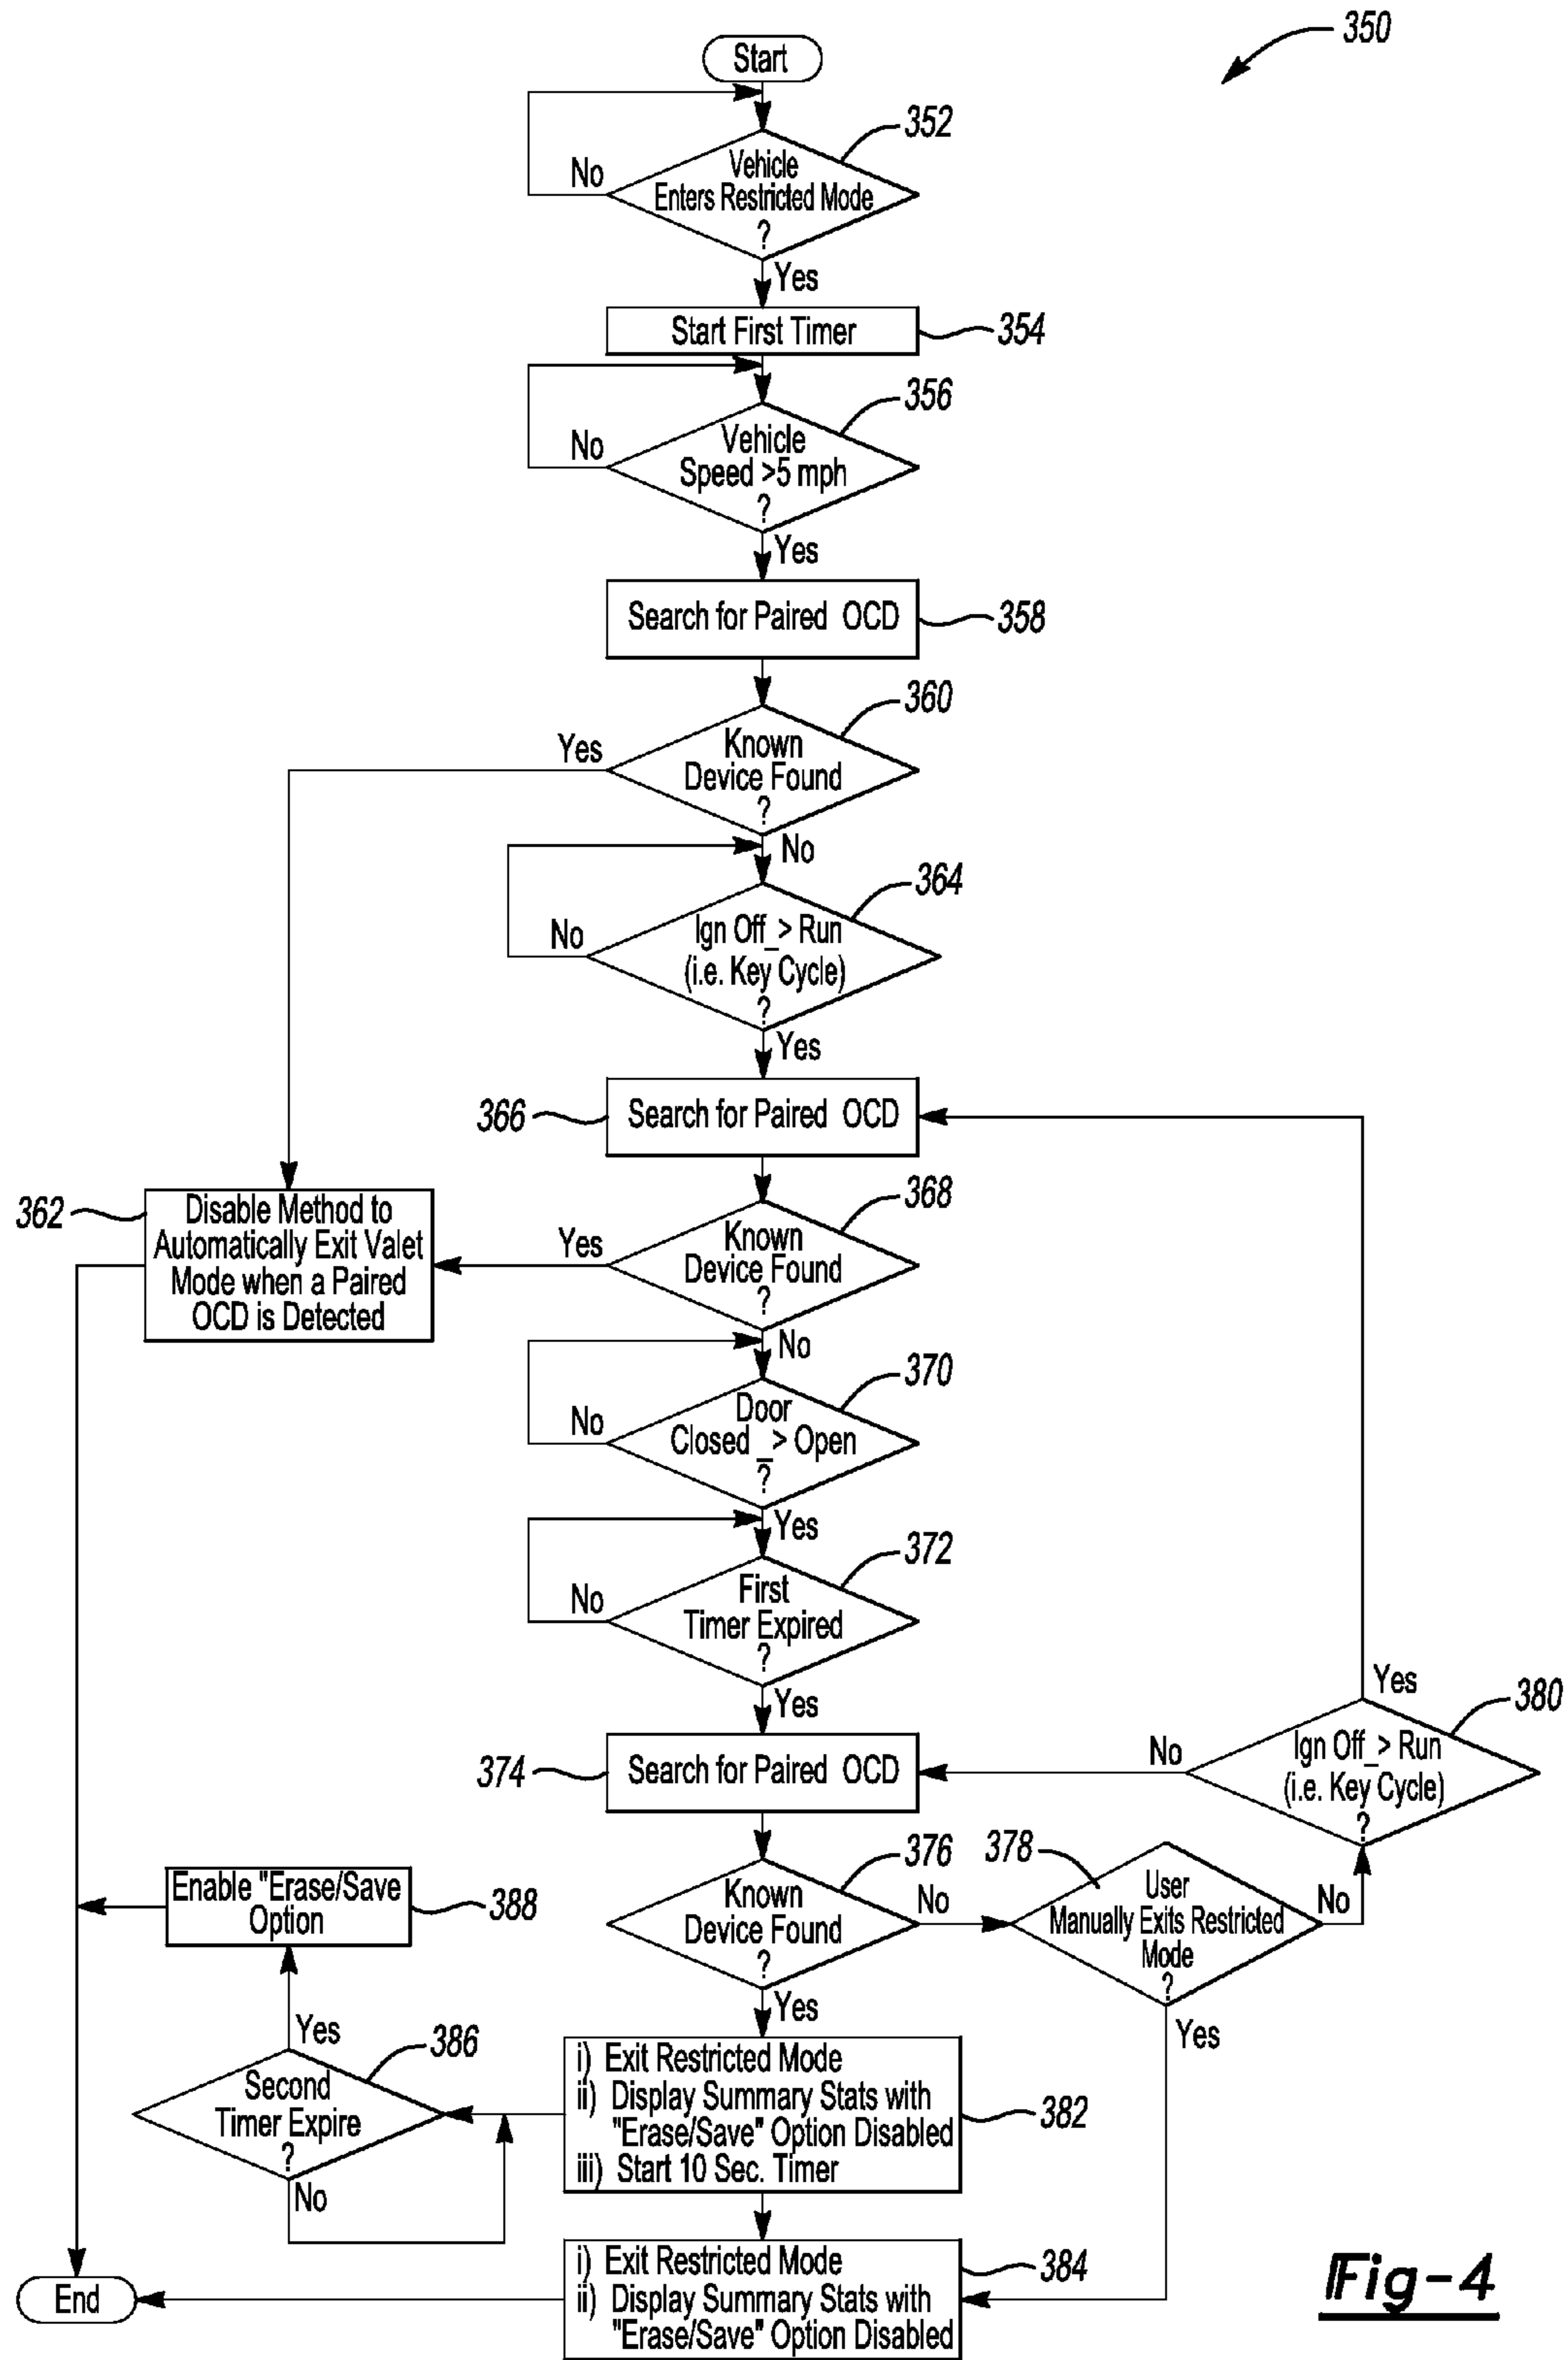 350
Start
352
Vehicle
Enters Restricted Mode
?
No
Yes
Start First Timer
354
356
Vehicle
Speed >5 mph
?
No
Yes
Search for Paired OCD
358
360
Known
Device Found
?
Yes
No
364
Ign Off_> Run
(i.e. Key Cycle)
?
No
Yes
366
Search for Paired OCD
362
Disable Method to
Automatically Exit Valet
Mode when a Paired
OCD is Detected
368
Known
Device Found
?
Yes
No
370
Door
Closed _> Open
?
No
Yes
372
First
Timer Expired
?
No
Yes
374
Search for Paired OCD
380
Ign Off_> Run
(i.e. Key Cycle)
?
Yes
No
376
Known
Device Found
?
No
Yes
378
User
Manually Exits Restricted
Mode
?
No
Yes
Enable "Erase/Save
Option
388
386
Second
Timer Expire
?
Yes
No
i) Exit Restricted Mode
ii) Display Summary Stats with
"Erase/Save" Option Disabled
iii) Start 10 Sec. Timer
382
i) Exit Restricted Mode
ii) Display Summary Stats with
"Erase/Save" Option Disabled
384
End
Fig-4